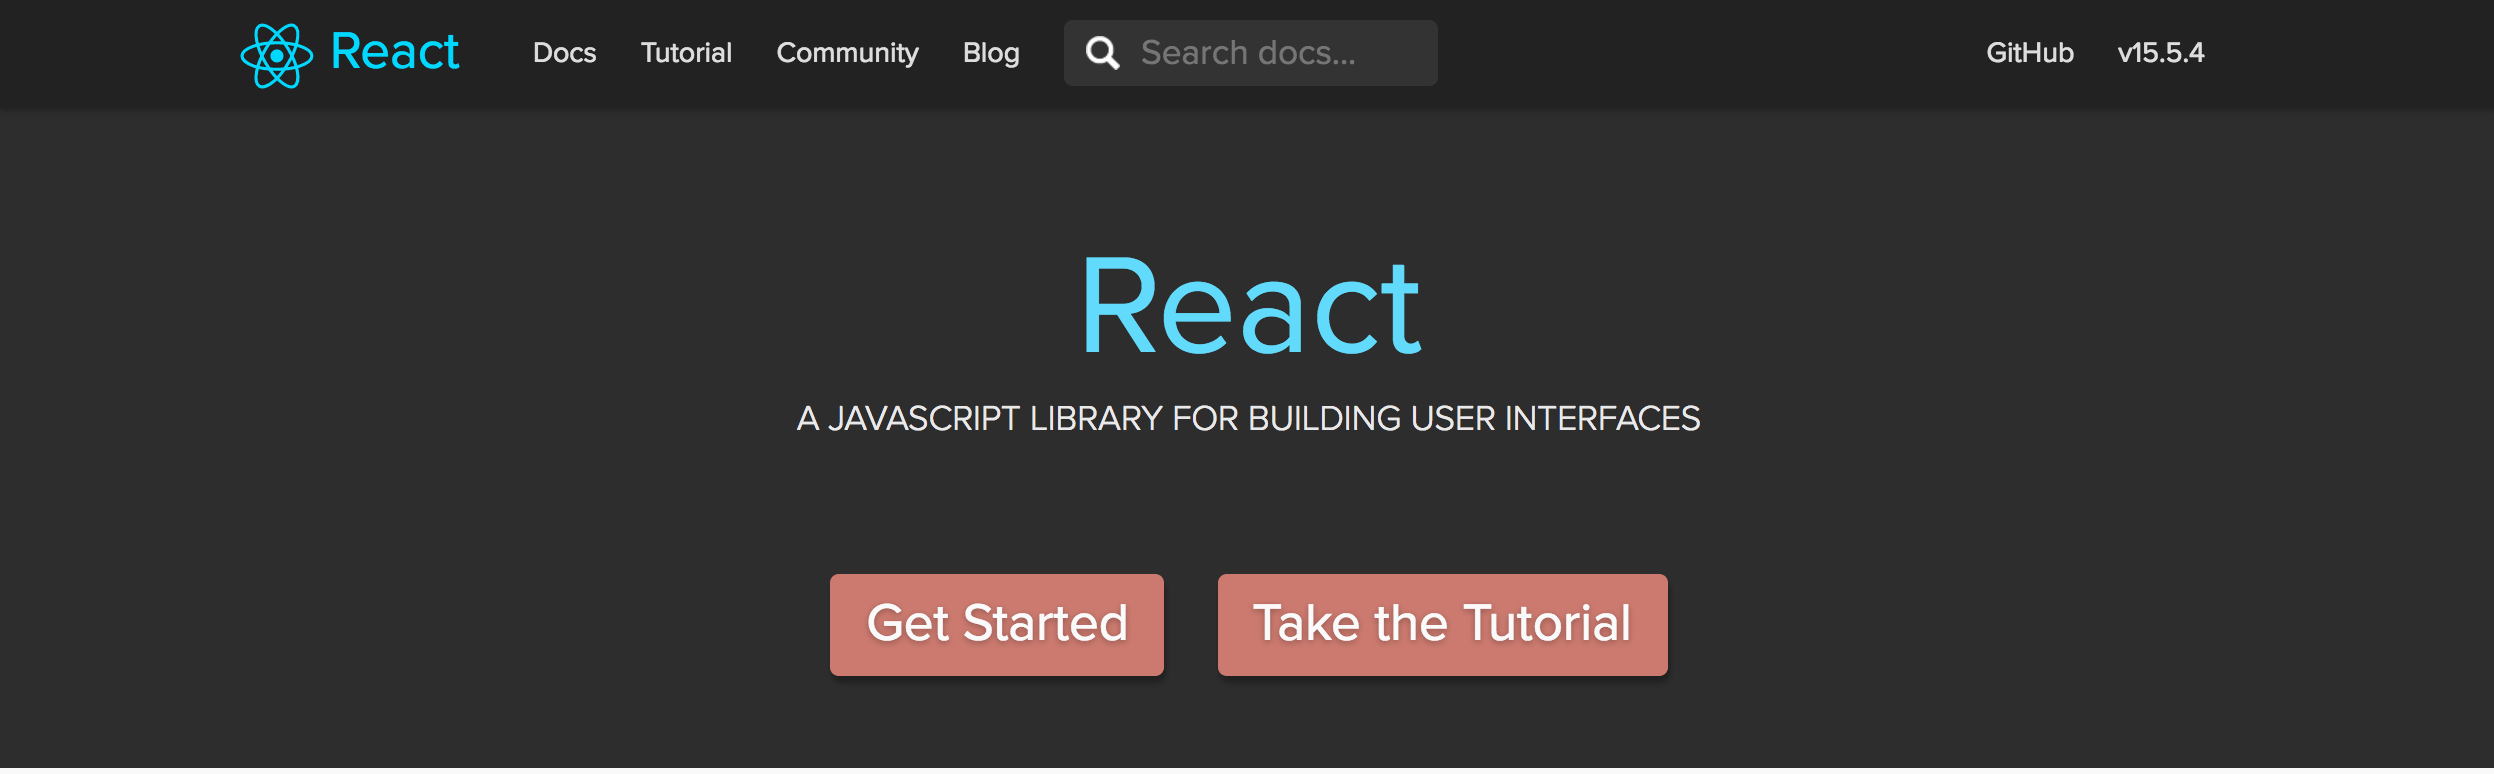 React Docs Tutorial Community Blog Search docs... GitHub v15.5.4
React
A JAVASCRIPT LIBRARY FOR BUILDING USER INTERFACES
Get Started Take the Tutorial